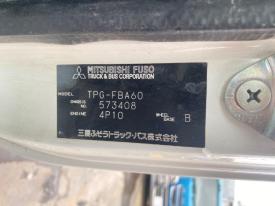 MITSUBISHI FUSO
TRUCK & BUS CORPORATION
MODEL TPG-FBA60
CHASSIS NO. 573408
ENGINE 4P10 WHEEL BASE B
三菱ふそうトラック・バス株式会社